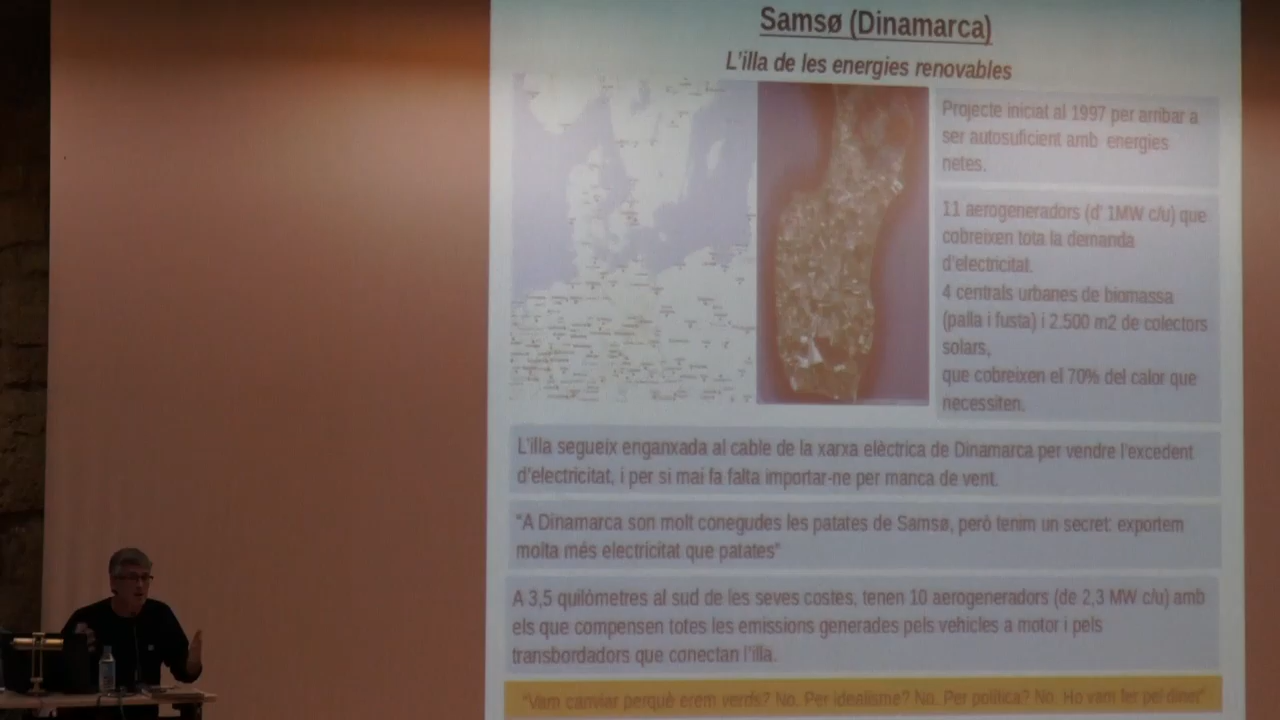 Samsø (Dinamarca)
L'illa de les energies renovables
Projecte iniciat al 1997 per arribar a
ser autosuficient amb energies
netes.
11 aerogeneradors (d' 1MW c/u) que
cobreixen tota la demanda
d'electricitat.
4 centrals urbanes de biomassa
(palla i fusta) i 2.500 m2 de colectors
solars,
que cobreixen el 70% del calor que
necessiten.
L'illa segueix enganxada al cable de la xarxa elèctrica de Dinamarca per vendre l'excedent
d'electricitat, i per si mai fa falta importar-ne per manca de vent.
"A Dinamarca son molt conegudes les patates de Samsø, però tenim un secret: exportem
molta més electricitat que patates"
A 3,5 quilòmetres al sud de les seves costes, tenen 10 aerogeneradors (de 2,3 MW c/u) amb
els que compensen totes les emissions generades pels vehicles a motor i pels
transbordadors que conectan l'illa.
"Vam canviar perquè erem verds? No. Per idealisme? No. Per política? No. Ho vam fer pel diner"